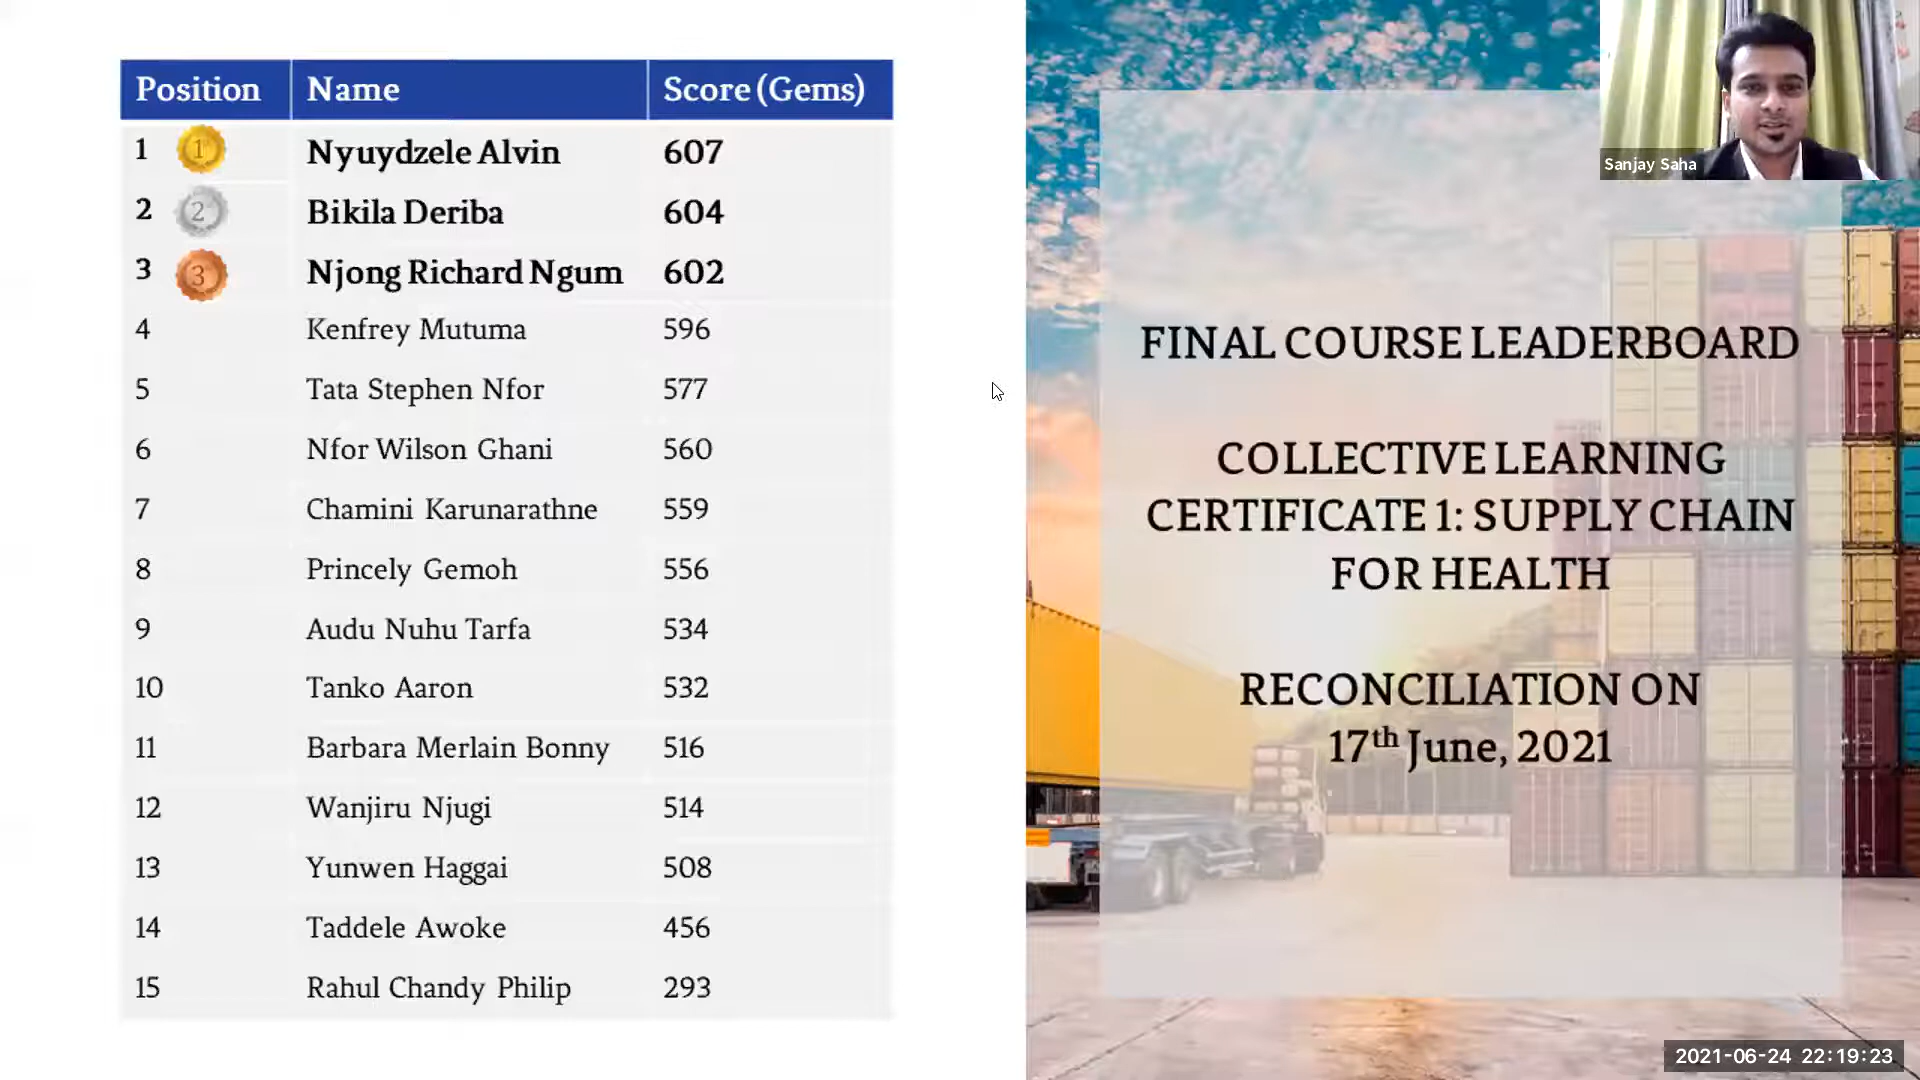 Position Name Score (Gems)
1 1 Nyuydzele Alvin 607
2 2 Bikila Deriba 604
3 3 Njong Richard Ngum 602
4 Kenfrey Mutuma 596
5 Tata Stephen Nfor 577
6 Nfor Wilson Ghani 560
7 Chamini Karunarathne 559
8 Princely Gemoh 556
9 Audu Nuhu Tarfa 534
10 Tanko Aaron 532
11 Barbara Merlain Bonny 516
12 Wanjiru Njugi 514
13 Yunwen Haggai 508
14 Taddele Awoke 456
15 Rahul Chandy Philip 293
Sanjay Saha
FINAL COURSE LEADERBOARD
COLLECTIVE LEARNING
CERTIFICATE 1: SUPPLY CHAIN
FOR HEALTH
RECONCILIATION ON
17th June, 2021
2021-06-24 22:19:23